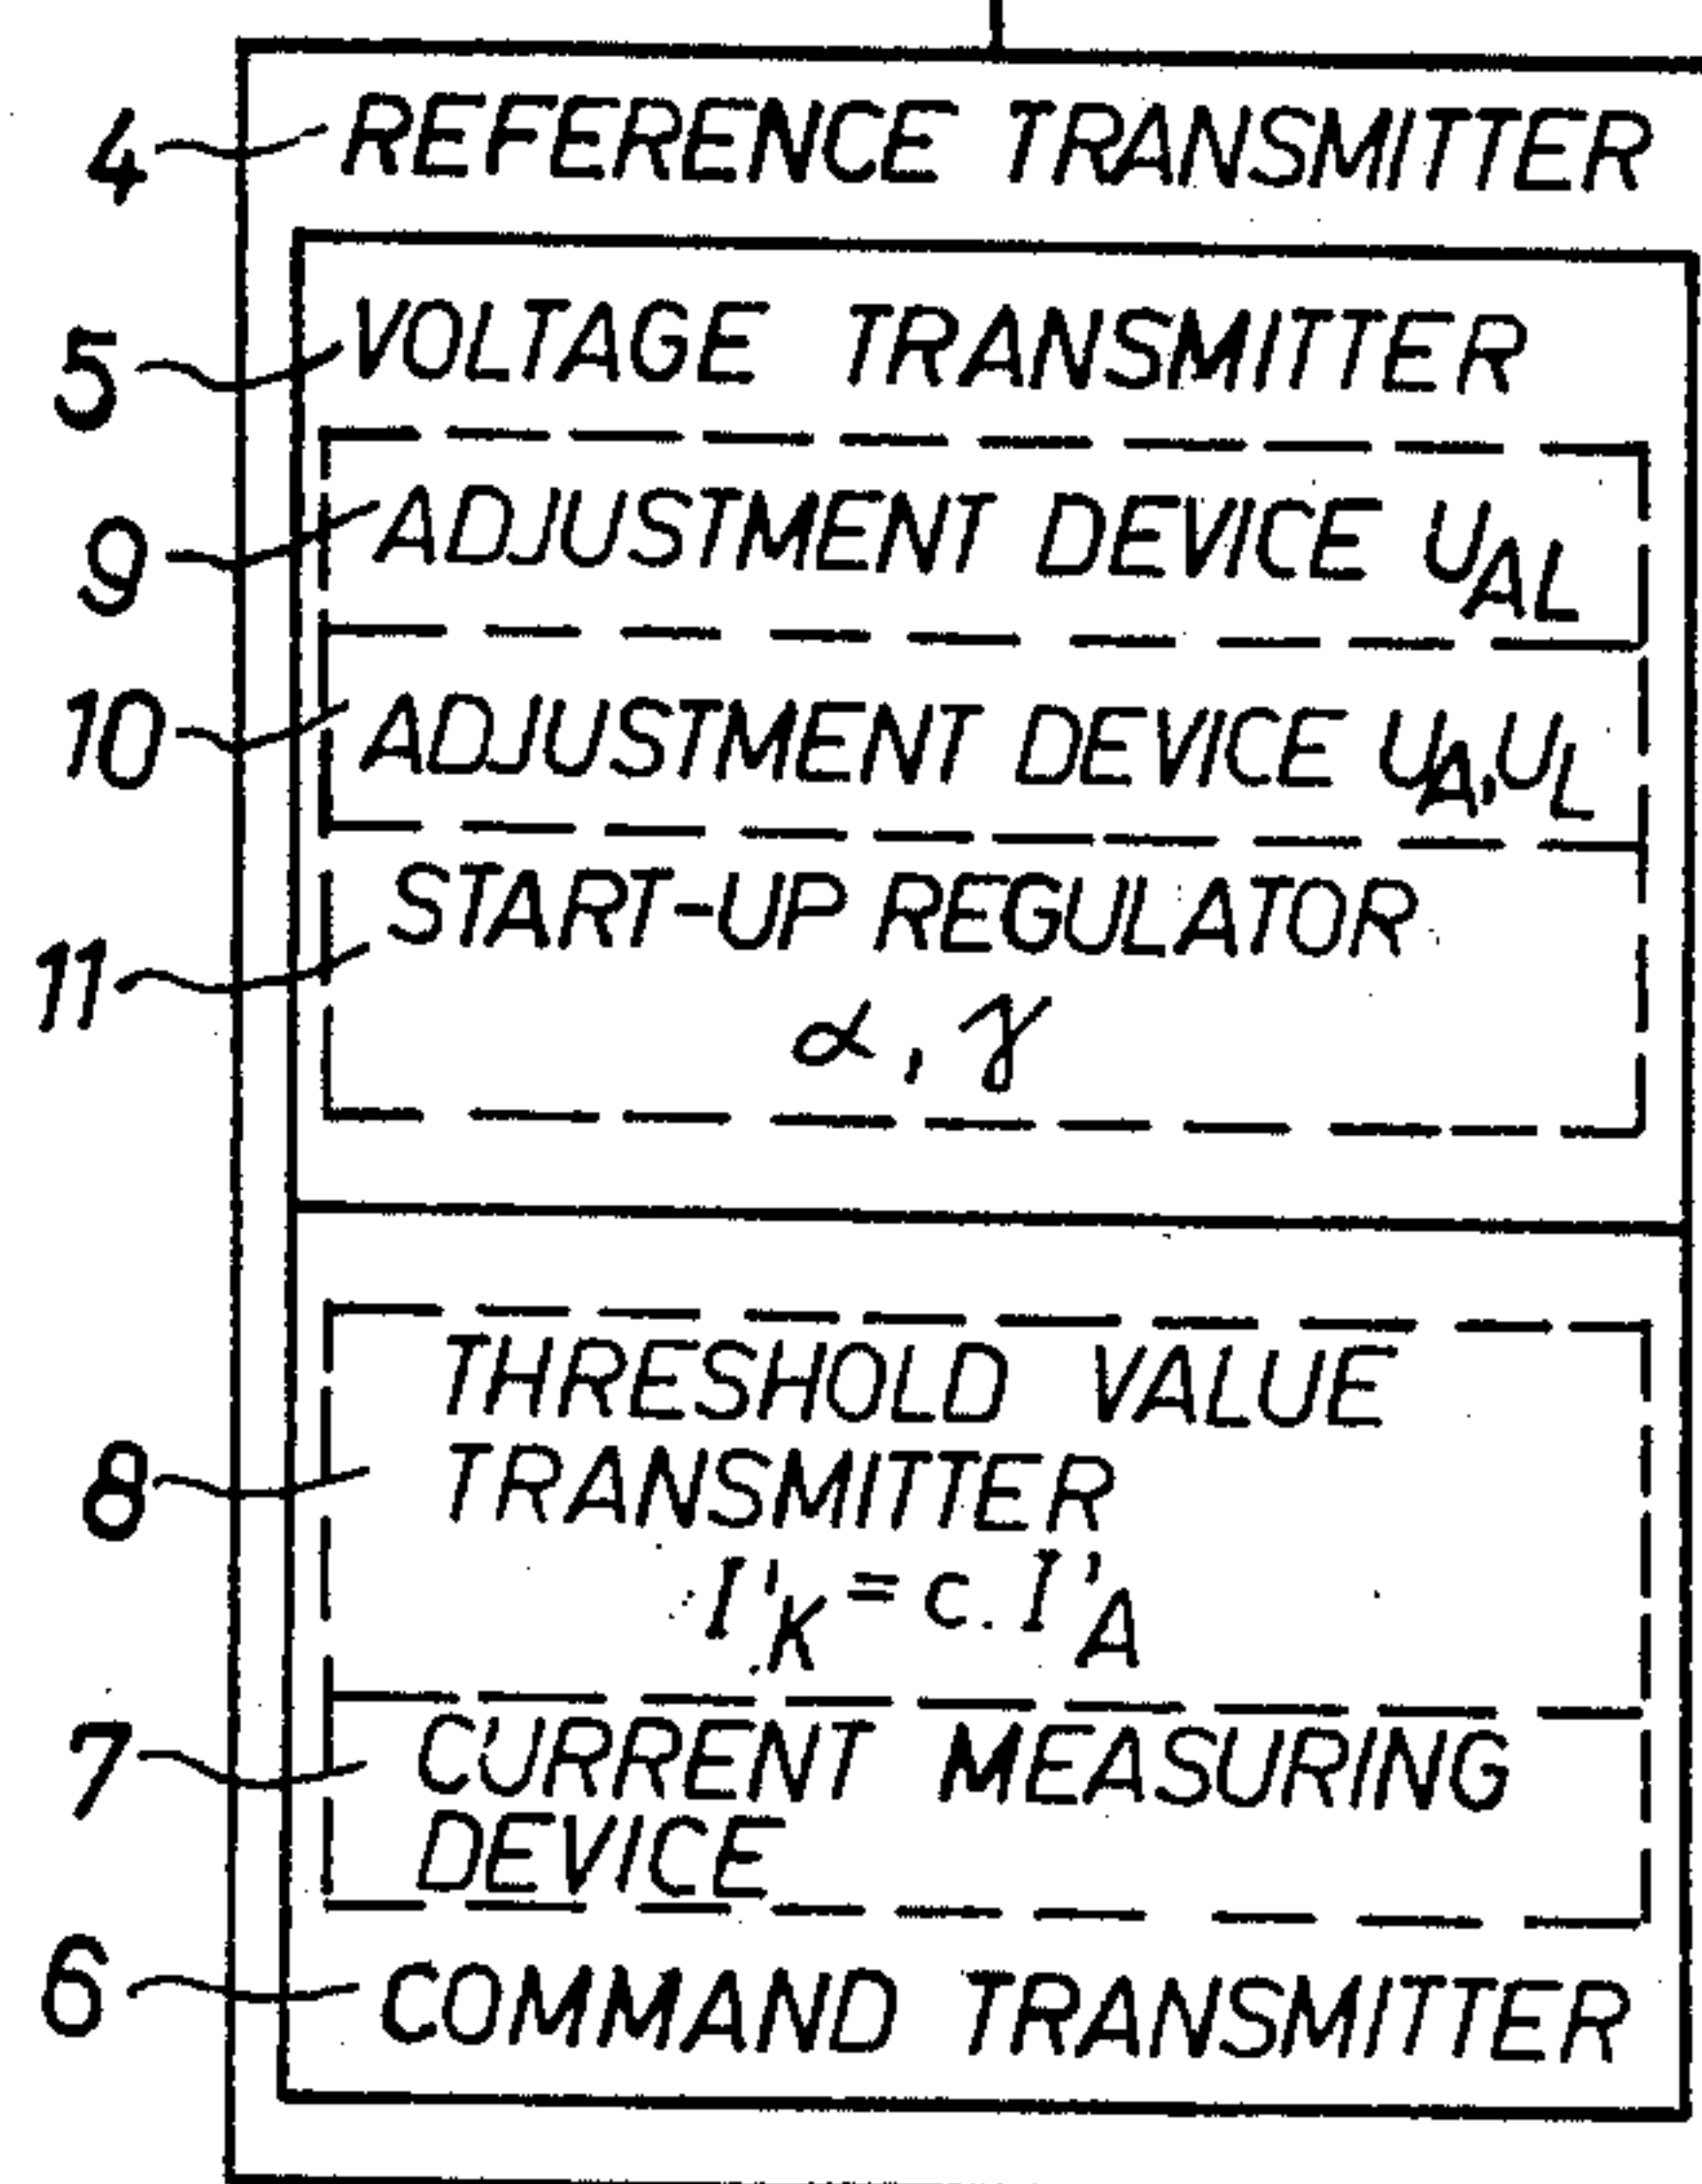 4 REFERENCE TRANSMITTER
5 VOLTAGE TRANSMITTER
9 ADJUSTMENT DEVICE U_AL
10 ADJUSTMENT DEVICE U_A, U_L
11 START-UP REGULATOR
α, γ
THRESHOLD VALUE
8 TRANSMITTER
I'_K = c. I'_A
7 CURRENT MEASURING
DEVICE
6 COMMAND TRANSMITTER